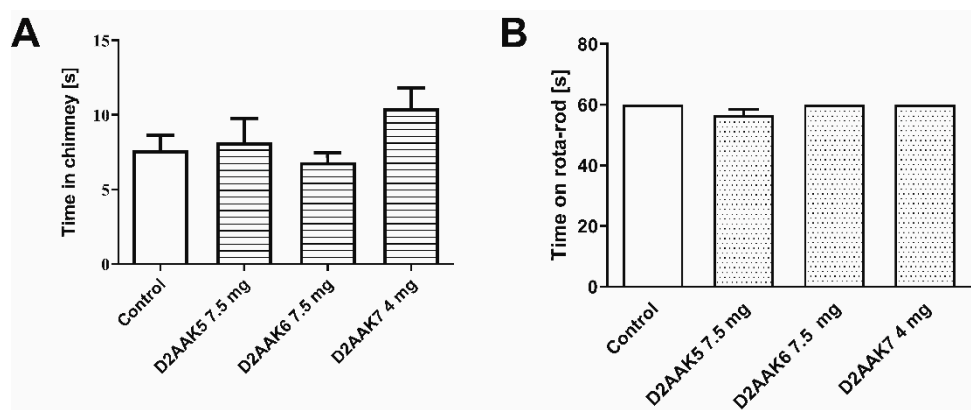 A
Time in chimney [s]
15
10
5
0
Control
D2AAK5 7.5 mg
D2AAK6 7.5 mg
D2AAK7 4 mg
B
Time on rota-rod [s]
80
60
40
20
0
Control
D2AAK5 7.5 mg
D2AAK6 7.5 mg
D2AAK7 4 mg